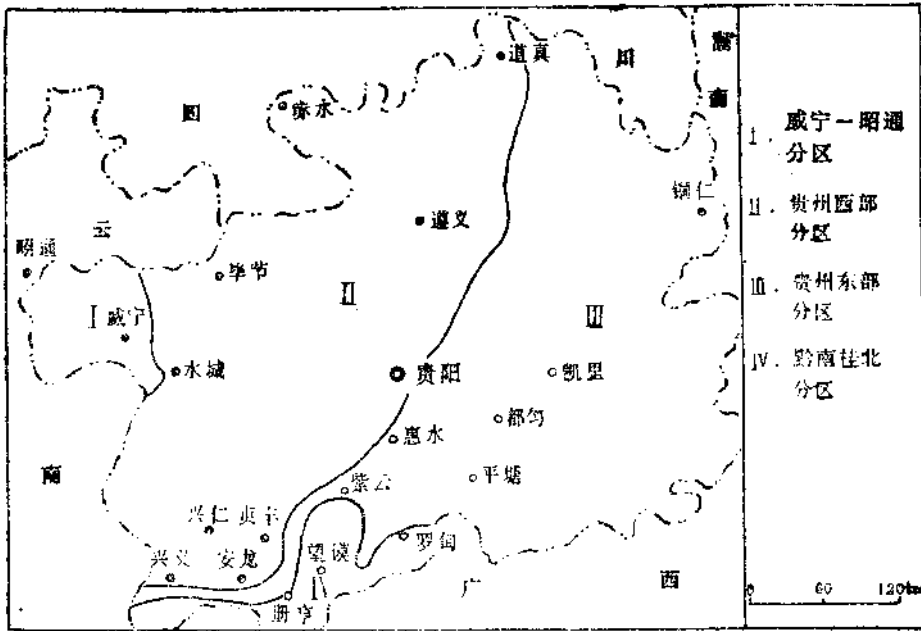 道真
川
湖
南
四
赤水
Ⅰ. 威宁－昭通
分区
铜仁
Ⅱ. 贵州西部
分区
遵义
云
昭通
毕节
Ⅱ
Ⅲ
Ⅲ. 贵州东部
分区
Ⅰ
威宁
水城
贵阳
凯里
Ⅳ. 黔南桂北
分区
都匀
惠水
南
紫云
平塘
兴仁
贞丰
罗甸
望谟
兴义
安龙
广
西
册亨
0 60 120km